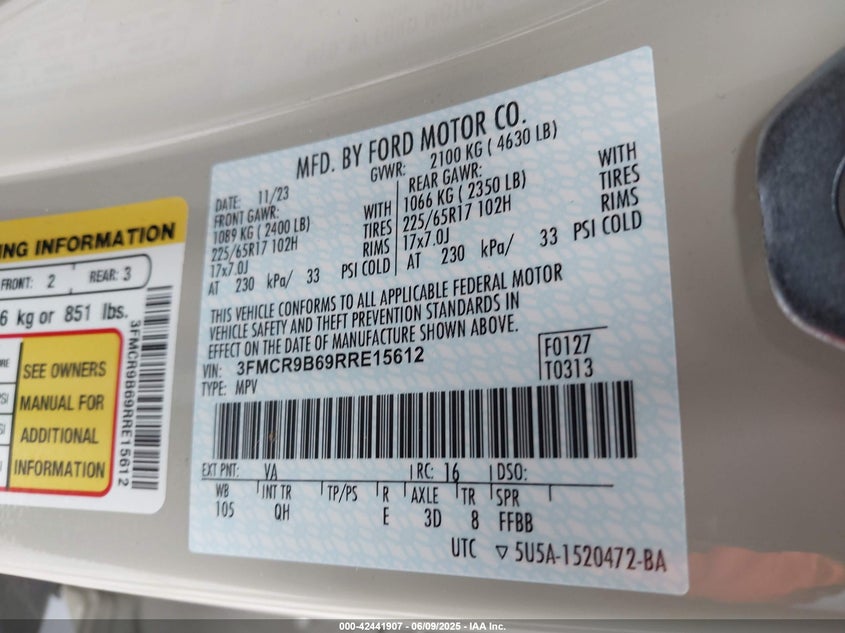 MFD. BY FORD MOTOR CO.
DATE: 11/23
GVWR: 2100 KG ( 4630 LB)
FRONT GAWR:
1089 KG ( 2400 LB) WITH
225/65R17 102H TIRES
17x7.0J RIMS
AT 230 kPa/ 33 PSI COLD
REAR GAWR:
1066 KG ( 2350 LB) WITH
225/65R17 102H TIRES
17x7.0J RIMS
AT 230 kPa/ 33 PSI COLD
THIS VEHICLE CONFORMS TO ALL APPLICABLE FEDERAL MOTOR
VEHICLE SAFETY AND THEFT PREVENTION STANDARDS IN
EFFECT ON THE DATE OF MANUFACTURE SHOWN ABOVE.
VIN: 3FMCR9B69RRE15612
TYPE: MPV
F0127
T0313
EXT PNT: VA RC: 16 DSO:
WB INT TR TP/PS R AXLE TR SPR
105 QH E 3D 8 FFBB
UTC ▽ 5U5A-1520472-BA
INFORMATION
FRONT: 2 REAR: 3
kg or 851 lbs.
SEE OWNERS
MANUAL FOR
ADDITIONAL
INFORMATION
3FMCR9B69RRE15612
000-42441907 - 06/09/2025 - IAA Inc.